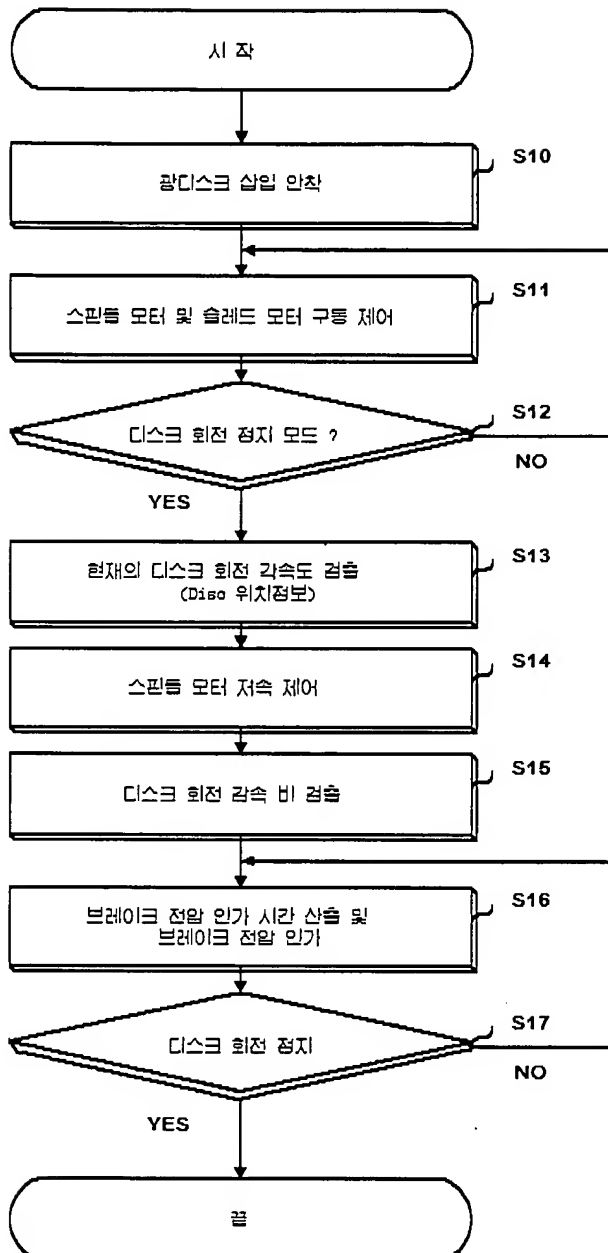 시 작
S10
광디스크 삽입 안착
S11
스핀들 모터 및 슬레드 모터 구동 제어
S12
디스크 회전 정지 모드 ?
NO
YES
S13
현재의 디스크 회전 각속도 검출
(Disc 위치정보)
S14
스핀들 모터 저속 제어
S15
디스크 회전 감속 비 검출
S16
브레이크 전압 인가 시간 산출 및
브레이크 전압 인가
S17
디스크 회전 정지
NO
YES
끝